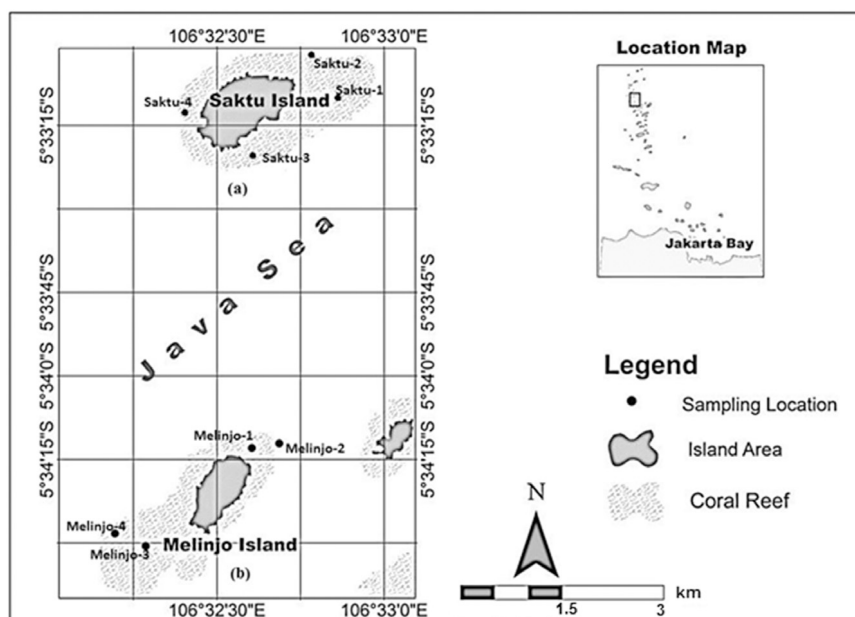 106°32'30"E 106°33'0"E
Location Map
Saktu-2
Saktu-4
Saktu Island
Saktu-1
5°33'15"S
5°33'15"S
Saktu-3
(a)
Jakarta Bay
Java Sea
5°33'45"S
5°33'45"S
5°34'0"S
5°34'0"S
Legend
Sampling Location
Island Area
Coral Reef
Melinjo-1
Melinjo-2
5°34'15"S
5°34'15"S
Melinjo-4
Melinjo-3
Melinjo Island
(b)
N
km
1.5 3
106°32'30"E 106°33'0"E